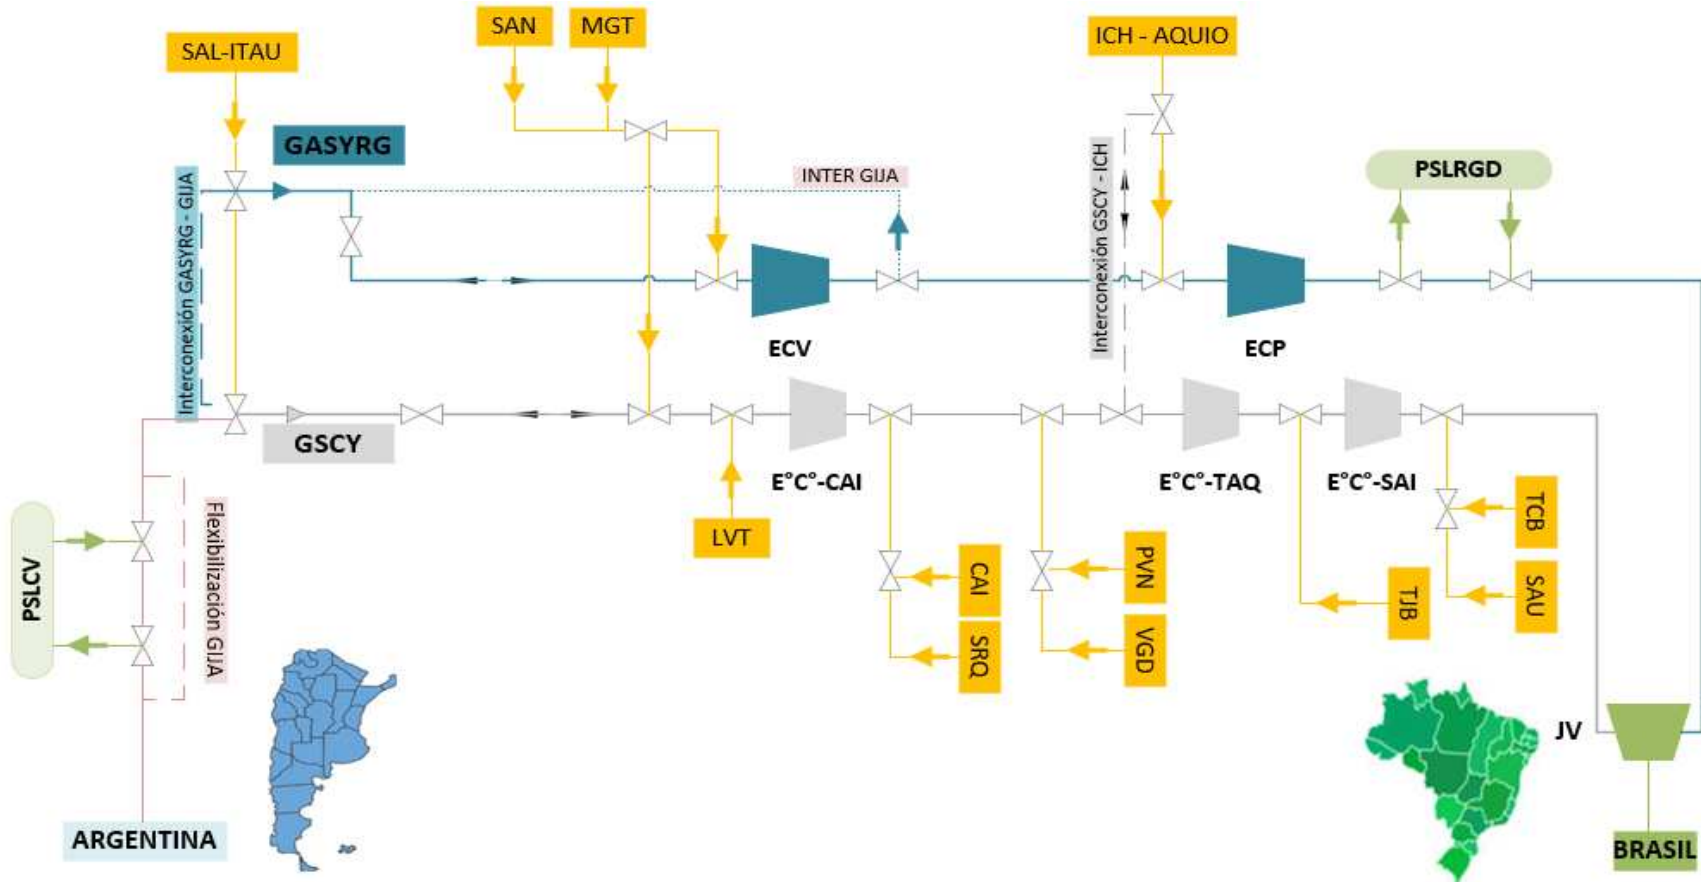 SAN
MGT
ICH - AQUIO
SAL-ITAU
GASYRG
INTER GIJA
PSLRGD
Interconexión GASYRG - GIJA
Interconexión GSCY - ICH
ECV
ECP
GSCY
E°C°-CAI
E°C°-TAQ
E°C°-SAI
LVT
TCB
PSLCV
Flexibilización GIJA
CAI
PVN
TJB
SAU
SRQ
VGD
JV
ARGENTINA
BRASIL